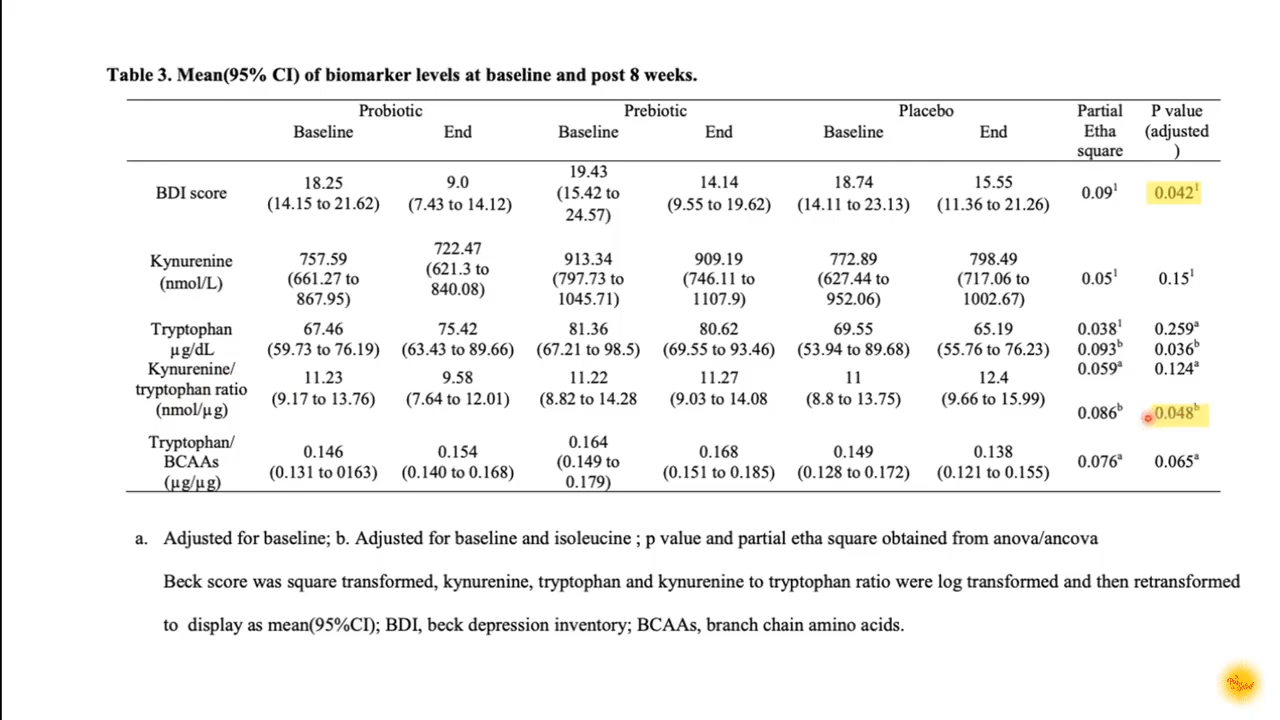 Table 3. Mean(95% CI) of biomarker levels at baseline and post 8 weeks.
Probiotic Prebiotic Placebo Partial Etha square P value (adjusted )
Baseline End Baseline End Baseline End
BDI score 18.25 (14.15 to 21.62) 9.0 (7.43 to 14.12) 19.43 (15.42 to 24.57) 14.14 (9.55 to 19.62) 18.74 (14.11 to 23.13) 15.55 (11.36 to 21.26) 0.09¹ 0.042¹
Kynurenine (nmol/L) 757.59 (661.27 to 867.95) 722.47 (621.3 to 840.08) 913.34 (797.73 to 1045.71) 909.19 (746.11 to 1107.9) 772.89 (627.44 to 952.06) 798.49 (717.06 to 1002.67) 0.05¹ 0.15¹
Tryptophan µg/dL 67.46 (59.73 to 76.19) 75.42 (63.43 to 89.66) 81.36 (67.21 to 98.5) 80.62 (69.55 to 93.46) 69.55 (53.94 to 89.68) 65.19 (55.76 to 76.23) 0.038¹ 0.093ᵇ 0.259ᵃ 0.036ᵇ
Kynurenine/ tryptophan ratio (nmol/µg) 11.23 (9.17 to 13.76) 9.58 (7.64 to 12.01) 11.22 (8.82 to 14.28 11.27 (9.03 to 14.08 11 (8.8 to 13.75) 12.4 (9.66 to 15.99) 0.059ᵃ 0.086ᵇ 0.124ᵃ 0.048ᵇ
Tryptophan/ BCAAs (µg/µg) 0.146 (0.131 to 0163) 0.154 (0.140 to 0.168) 0.164 (0.149 to 0.179) 0.168 (0.151 to 0.185) 0.149 (0.128 to 0.172) 0.138 (0.121 to 0.155) 0.076ᵃ 0.065ᵃ
a. Adjusted for baseline; b. Adjusted for baseline and isoleucine ; p value and partial etha square obtained from anova/ancova
Beck score was square transformed, kynurenine, tryptophan and kynurenine to tryptophan ratio were log transformed and then retransformed
to display as mean(95%CI); BDI, beck depression inventory; BCAAs, branch chain amino acids.